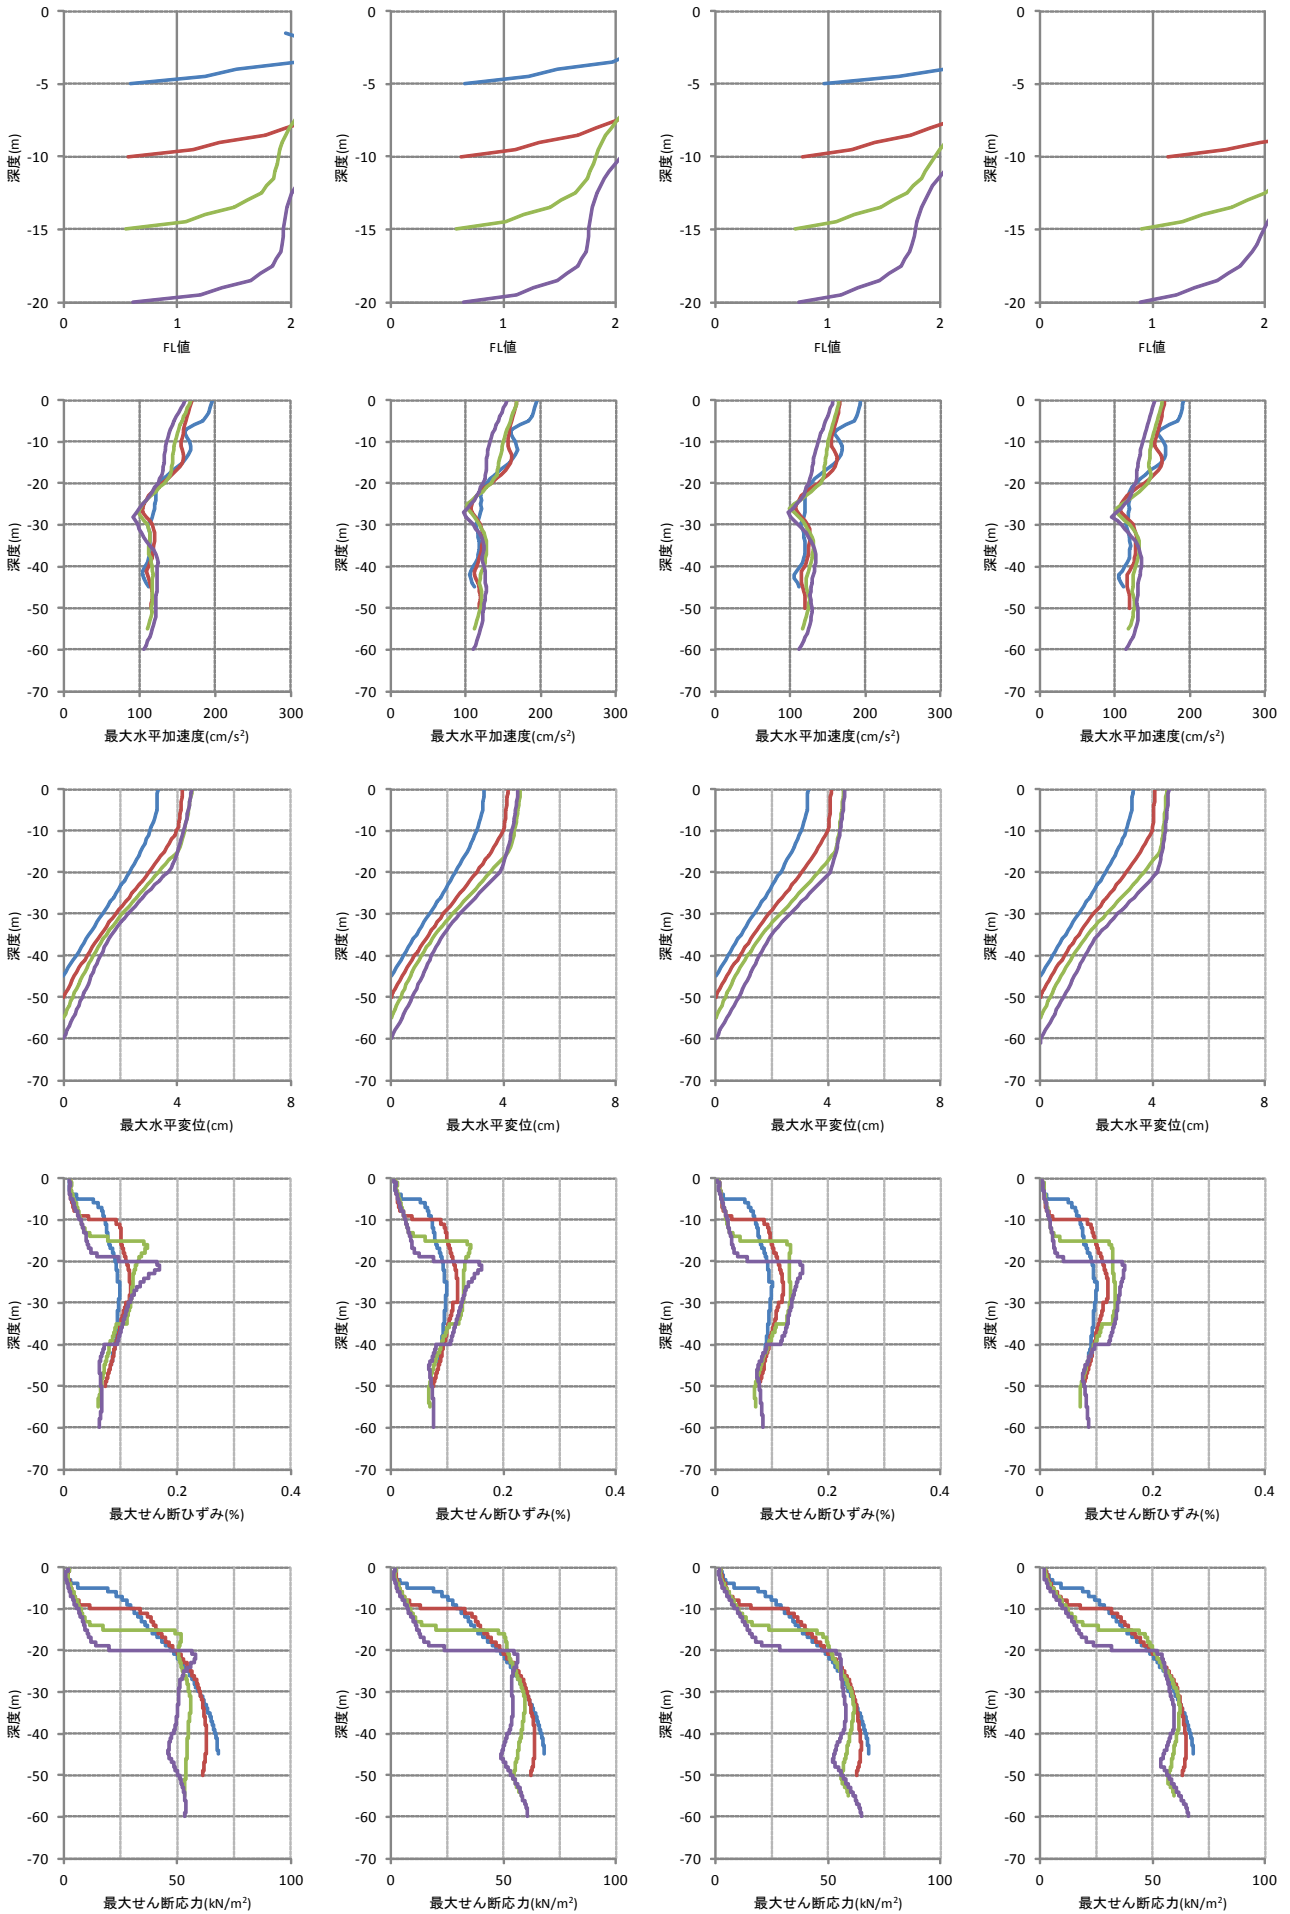 0 0 0 0
-5 -5 -5 -5
深度(m) 深度(m) 深度(m) 深度(m)
-10 -10 -10 -10
-15 -15 -15 -15
-20 -20 -20 -20
0 1 2 0 1 2 0 1 2 0 1 2
FL値 FL値 FL値 FL値
0 0 0 0
-10 -10 -10 -10
-20 -20 -20 -20
-30 -30 -30 -30
深度(m) 深度(m) 深度(m) 深度(m)
-40 -40 -40 -40
-50 -50 -50 -50
-60 -60 -60 -60
-70 -70 -70 -70
0 100 200 300 0 100 200 300 0 100 200 300 0 100 200 300
最大水平加速度(cm/s²) 最大水平加速度(cm/s²) 最大水平加速度(cm/s²) 最大水平加速度(cm/s²)
0 0 0 0
-10 -10 -10 -10
-20 -20 -20 -20
-30 -30 -30 -30
深度(m) 深度(m) 深度(m) 深度(m)
-40 -40 -40 -40
-50 -50 -50 -50
-60 -60 -60 -60
-70 -70 -70 -70
0 4 8 0 4 8 0 4 8 0 4 8
最大水平変位(cm) 最大水平変位(cm) 最大水平変位(cm) 最大水平変位(cm)
0 0 0 0
-10 -10 -10 -10
-20 -20 -20 -20
-30 -30 -30 -30
深度(m) 深度(m) 深度(m) 深度(m)
-40 -40 -40 -40
-50 -50 -50 -50
-60 -60 -60 -60
-70 -70 -70 -70
0 0.2 0.4 0 0.2 0.4 0 0.2 0.4 0 0.2 0.4
最大せん断ひずみ(%) 最大せん断ひずみ(%) 最大せん断ひずみ(%) 最大せん断ひずみ(%)
0 0 0 0
-10 -10 -10 -10
-20 -20 -20 -20
-30 -30 -30 -30
深度(m) 深度(m) 深度(m) 深度(m)
-40 -40 -40 -40
-50 -50 -50 -50
-60 -60 -60 -60
-70 -70 -70 -70
0 50 100 0 50 100 0 50 100 0 50 100
最大せん断応力(kN/m²) 最大せん断応力(kN/m²) 最大せん断応力(kN/m²) 最大せん断応力(kN/m²)